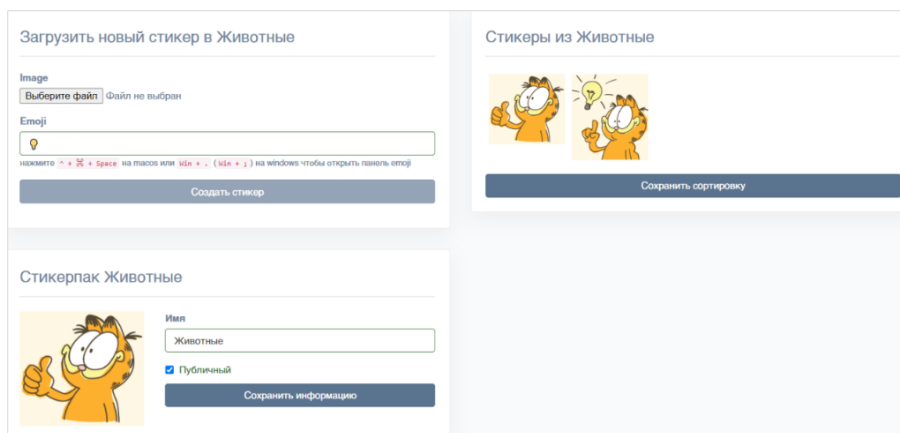 Загрузить новый стикер в Животные
Image
Выберите файл Файл не выбран
Emoji
💡
нажмите ^ + ⌘ + Space на macos или Win + . (Win + ;) на windows чтобы открыть панель emoji
Создать стикер
Стикеры из Животные
Сохранить сортировку
Стикерпак Животные
Имя
Животные
Публичный
Сохранить информацию